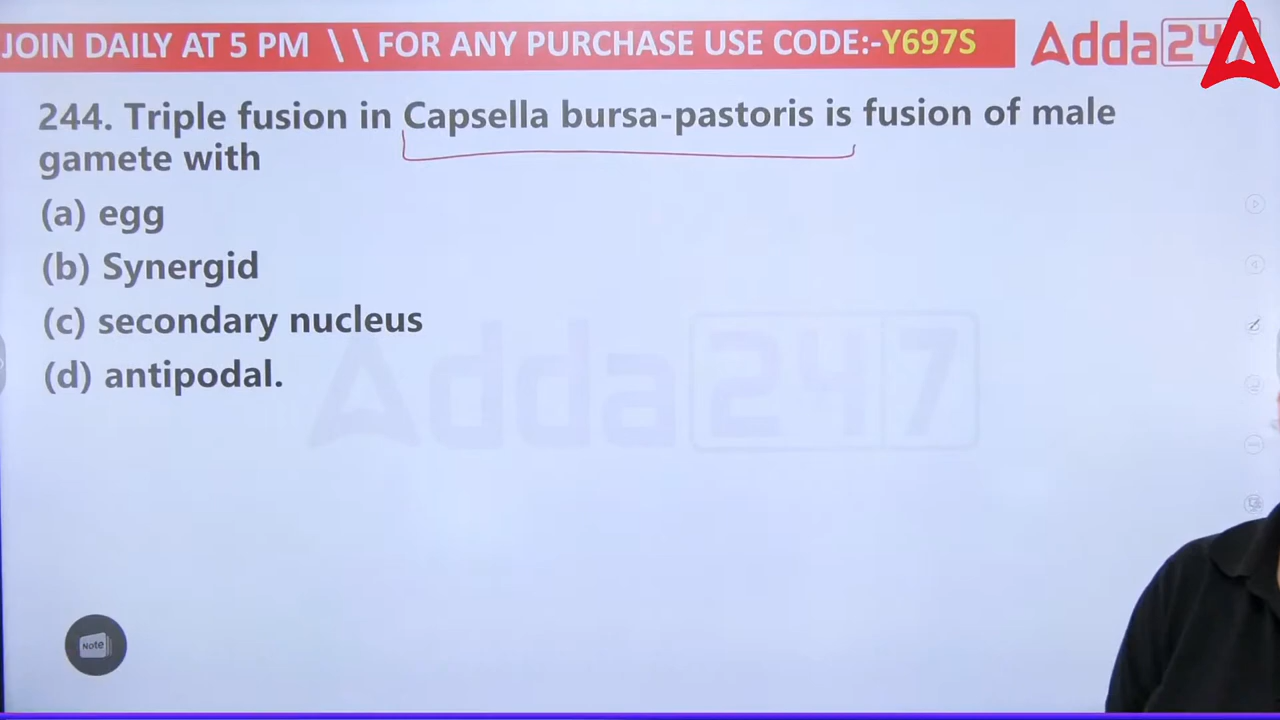 JOIN DAILY AT 5 PM \\ FOR ANY PURCHASE USE CODE:-Y697S
Adda247
244. Triple fusion in Capsella bursa-pastoris is fusion of male
gamete with
(a) egg
(b) Synergid
(c) secondary nucleus
(d) antipodal.
Adda247
Note